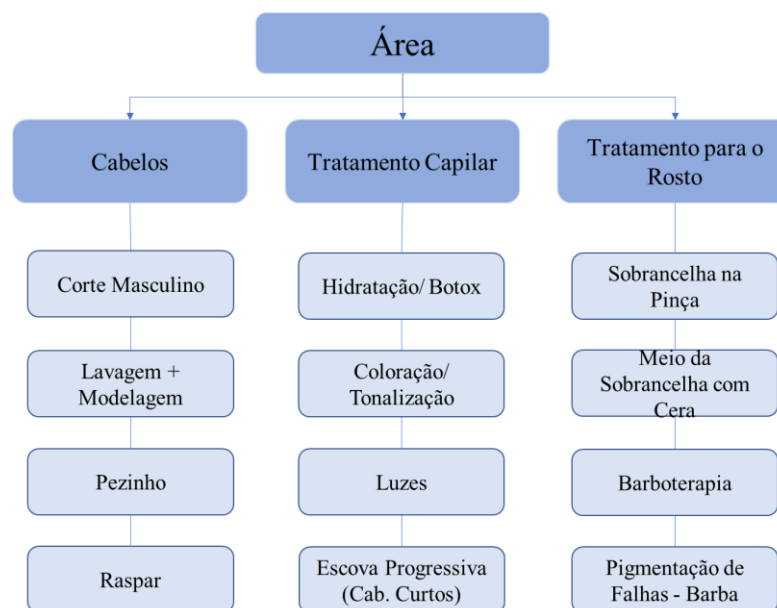 Área
Cabelos
Tratamento Capilar
Tratamento para o
Rosto
Corte Masculino
Hidratação/ Botox
Sobrancelha na
Pinça
Lavagem +
Modelagem
Coloração/
Tonalização
Meio da
Sobrancelha com
Cera
Pezinho
Luzes
Barboterapia
Raspar
Escova Progressiva
(Cab. Curtos)
Pigmentação de
Falhas - Barba